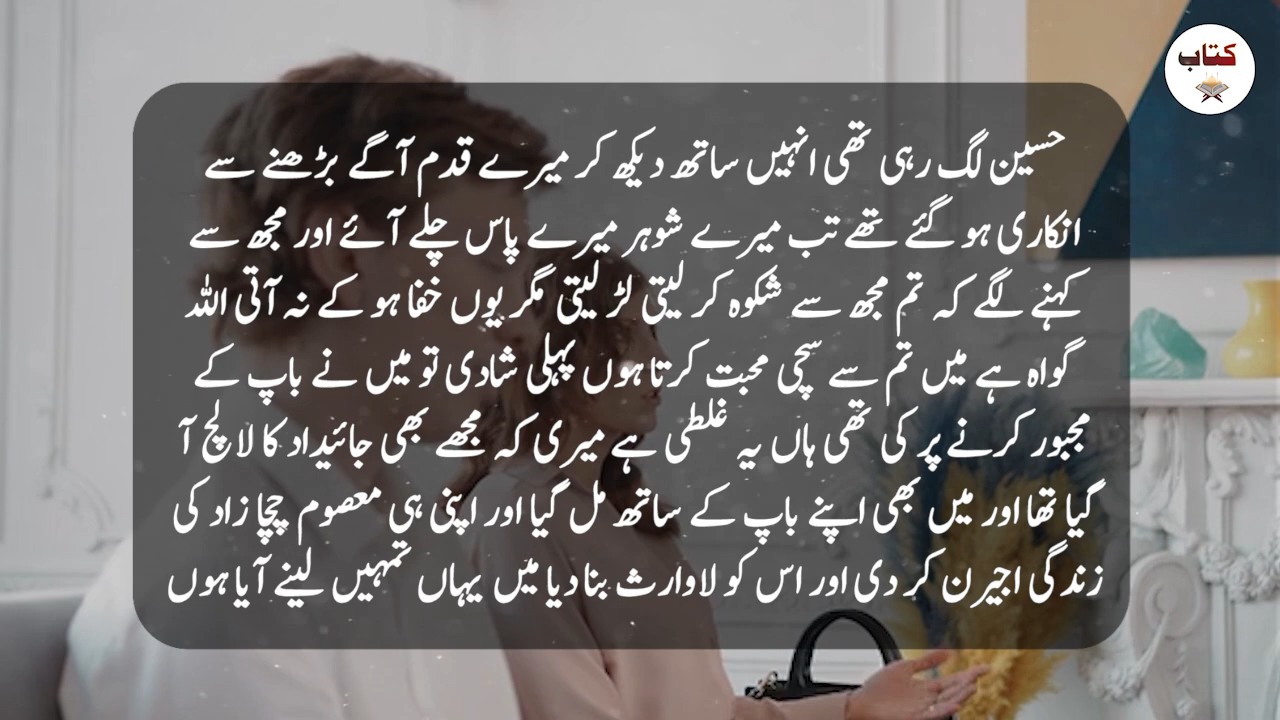 کتاب
حسین لگ رہی تھی انہیں ساتھ دیکھ کر میرے قدم آگے بڑھنے سے
انکاری ہو گئے تھے تب میرے شوہر میرے پاس چلے آئے اور مجھ سے
کہنے لگے کہ تم مجھ سے شکوہ کر لیتی لڑ لیتی مگر یوں خفا ہو کے نہ آتی اللہ
گواہ ہے میں تم سے سچی محبت کرتا ہوں پہلی شادی تو میں نے باپ کے
مجبور کرنے پر کی تھی ہاں یہ غلطی ہے میری کہ مجھے بھی جائیداد کا لالچ آ
گیا تھا اور میں بھی اپنے باپ کے ساتھ مل گیا اور اپنی ہی معصوم چچا زاد کی
زندگی اجیرن کر دی اور اس کو لاوارث بنا دیا میں یہاں تمہیں لینے آیا ہوں